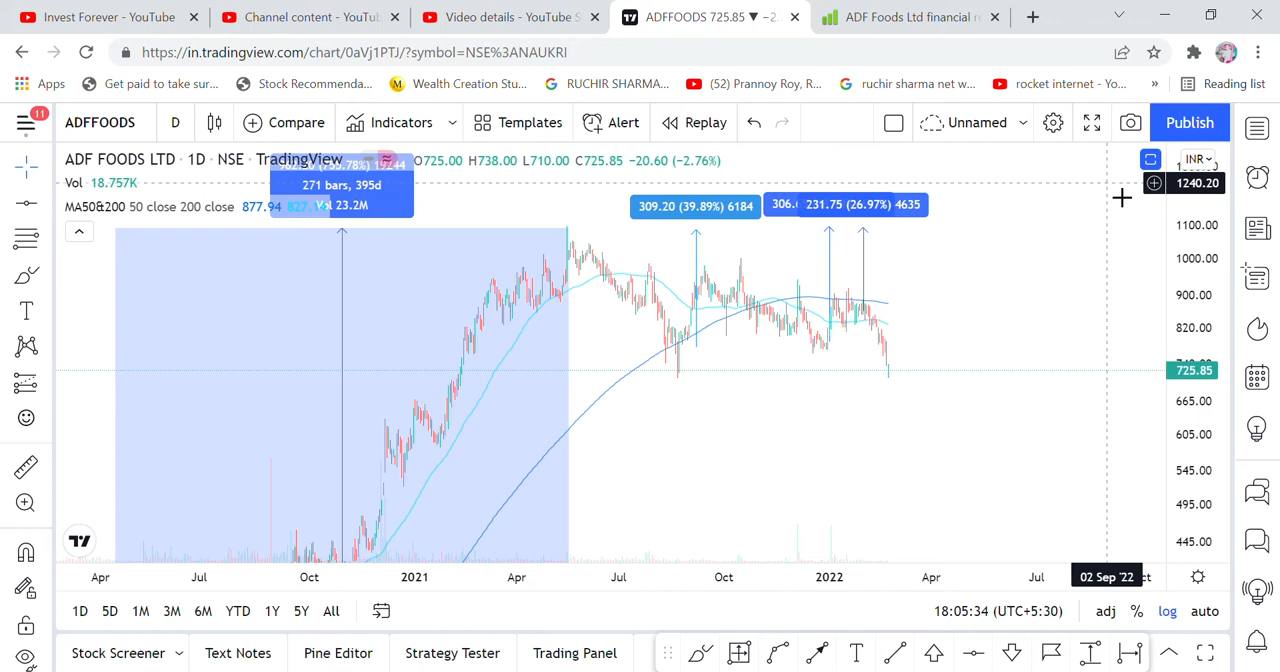 Invest Forever - YouTube
Channel content - YouTub
Video details - YouTube S
ADFFOODS 725.85 ▼ −2.
ADF Foods Ltd financial r
https://in.tradingview.com/chart/0aVj1PTJ/?symbol=NSE%3ANAUKRI
Apps
Get paid to take sur...
Stock Recommenda...
Wealth Creation Stu...
RUCHIR SHARMA...
(52) Prannoy Roy, R...
ruchir sharma net w...
rocket internet - Yo...
»
Reading list
11
ADFFOODS
D
Compare
Indicators
Templates
Alert
Replay
Unnamed
Publish
ADF FOODS LTD · 1D · NSE · TradingView
O725.00 H738.00 L710.00 C725.85 −20.60 (−2.76%)
INR
Vol 18.757K
271 bars, 395d
1240.20
MA50&200 50 close 200 close 877.94
Vol 23.2M
309.20 (39.89%) 6184
306.
231.75 (26.97%) 4635
1100.00
1000.00
900.00
820.00
725.85
665.00
605.00
545.00
495.00
445.00
Apr
Jul
Oct
2021
Apr
Jul
Oct
2022
Apr
Jul
02 Sep '22
1D
5D
1M
3M
6M
YTD
1Y
5Y
All
18:05:34 (UTC+5:30)
adj
%
log
auto
Stock Screener
Text Notes
Pine Editor
Strategy Tester
Trading Panel